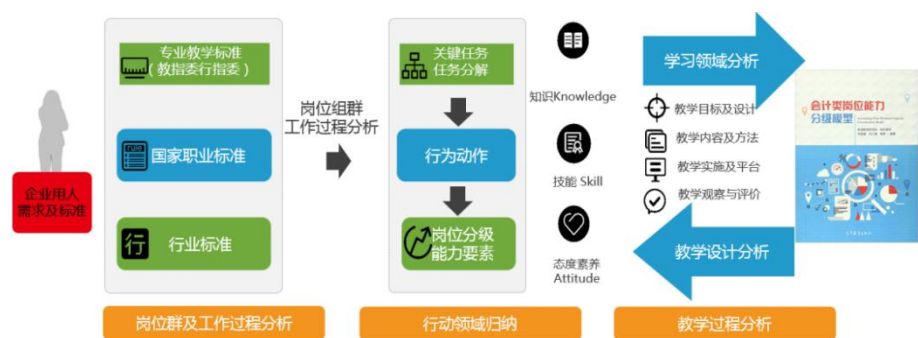 企业用人
需求及标准
专业教学标准
(教指委行指委)
rule
国家职业标准
行
行业标准
岗位组群
工作过程分析
关键任务
任务分解
行为动作
岗位分级
能力要素
知识Knowledge
技能 Skill
态度素养
Attitude
学习领域分析
教学目标及设计
教学内容及方法
教学实施及平台
教学观察与评价
教学设计分析
会计类岗位能力
分级模型
岗位群及工作过程分析
行动领域归纳
教学过程分析